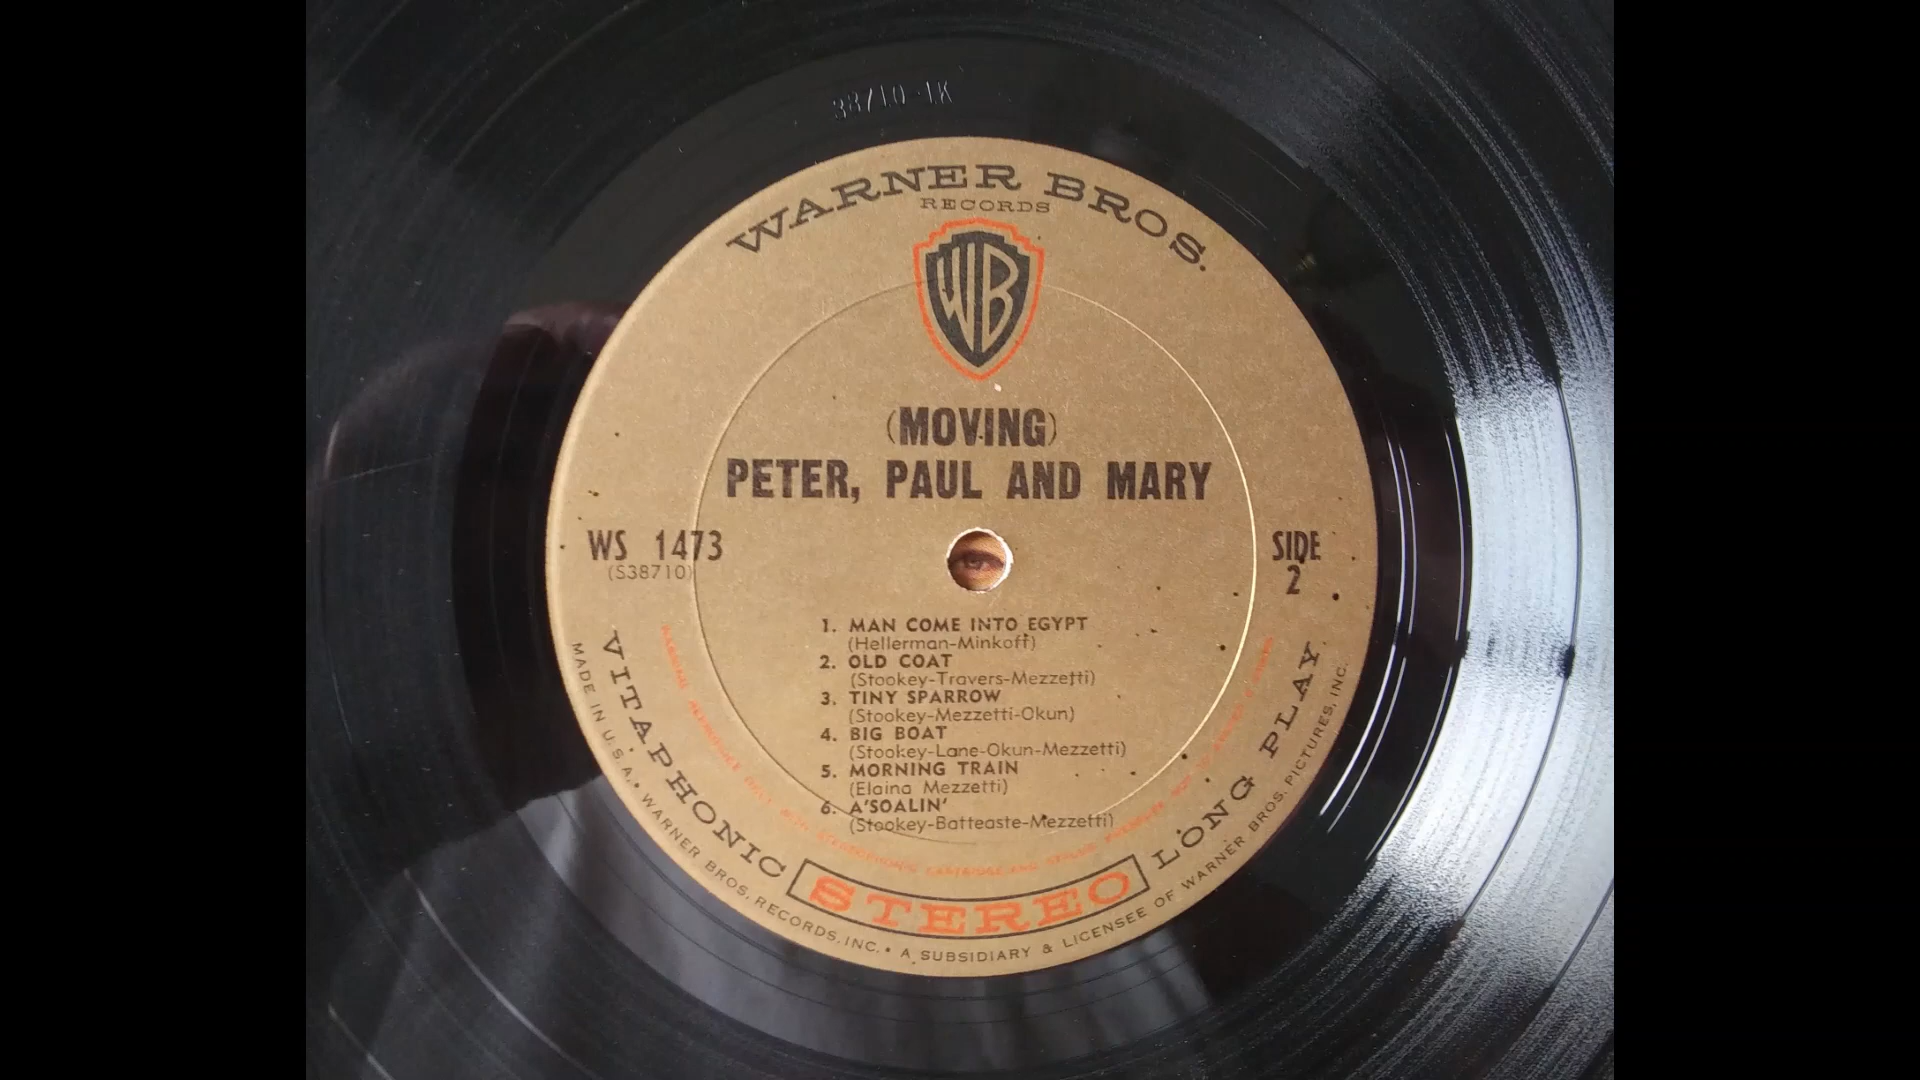 38710-1K
WARNER BROS.
RECORDS
WB
(MOVING)
PETER, PAUL AND MARY
WS 1473
(S38710)
SIDE
2
1. MAN COME INTO EGYPT
(Hellerman-Minkoff)
2. OLD COAT
(Stookey-Travers-Mezzetti)
3. TINY SPARROW
(Stookey-Mezzetti-Okun)
4. BIG BOAT
(Stookey-Lane-Okun-Mezzetti)
5. MORNING TRAIN
(Elaina Mezzetti)
6. A'SOALIN'
(Stookey-Batteaste-Mezzetti)
VITAPHONIC STEREO LONG PLAY
MADE IN U.S.A. • WARNER BROS. RECORDS, INC. • A SUBSIDIARY & LICENSEE OF WARNER BROS. PICTURES, INC.